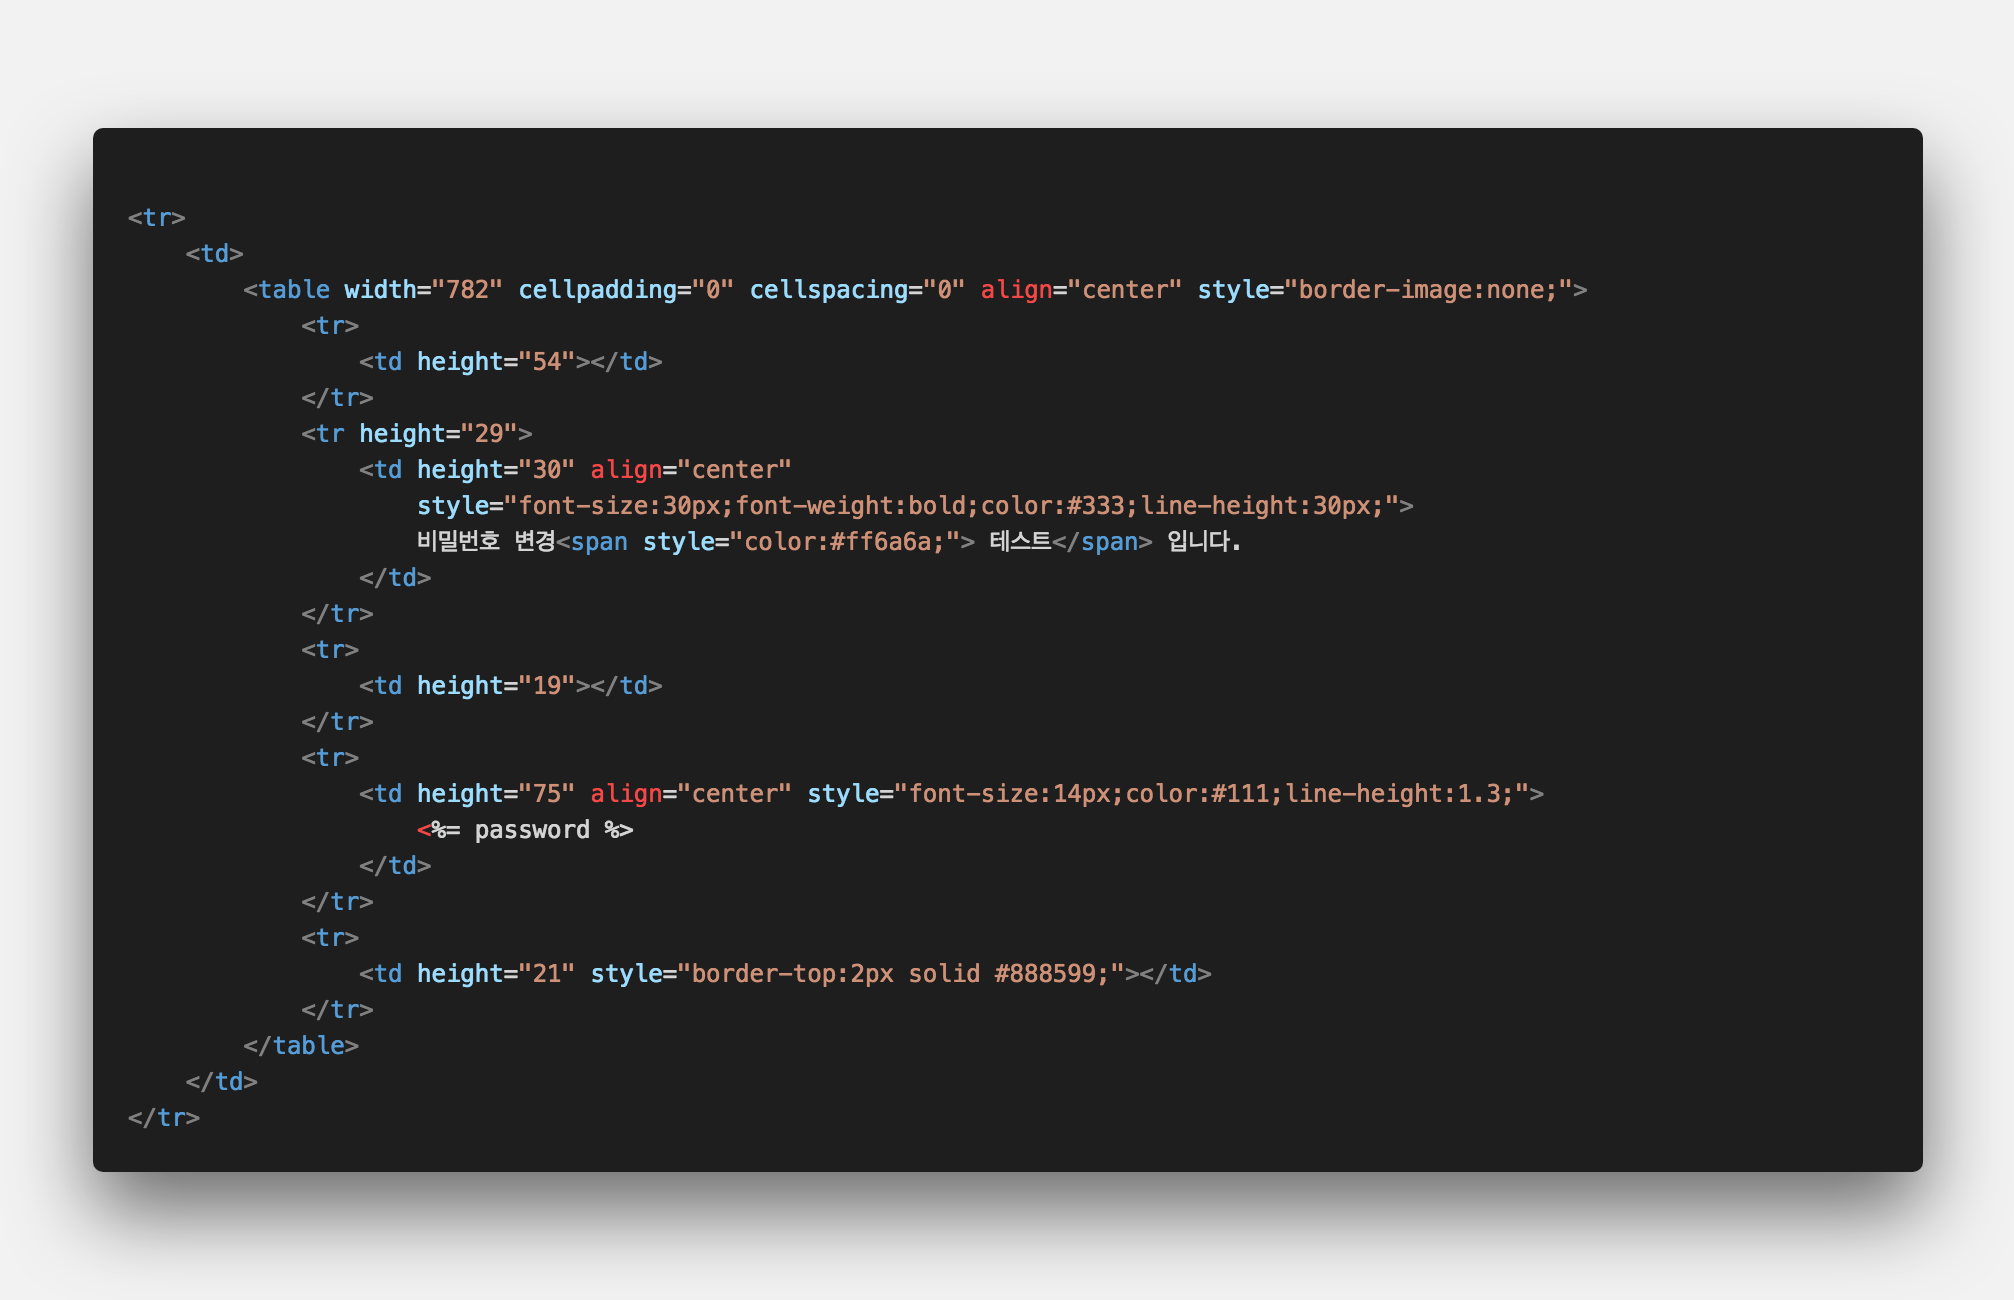 <tr>
    <td>
        <table width="782" cellpadding="0" cellspacing="0" align="center" style="border-image:none;">
            <tr>
                <td height="54"></td>
            </tr>
            <tr height="29">
                <td height="30" align="center"
                    style="font-size:30px;font-weight:bold;color:#333;line-height:30px;">
                    비밀번호 변경<span style="color:#ff6a6a;"> 테스트</span> 입니다.
                </td>
            </tr>
            <tr>
                <td height="19"></td>
            </tr>
            <tr>
                <td height="75" align="center" style="font-size:14px;color:#111;line-height:1.3;">
                    <%= password %>
                </td>
            </tr>
            <tr>
                <td height="21" style="border-top:2px solid #888599;"></td>
            </tr>
        </table>
    </td>
</tr>